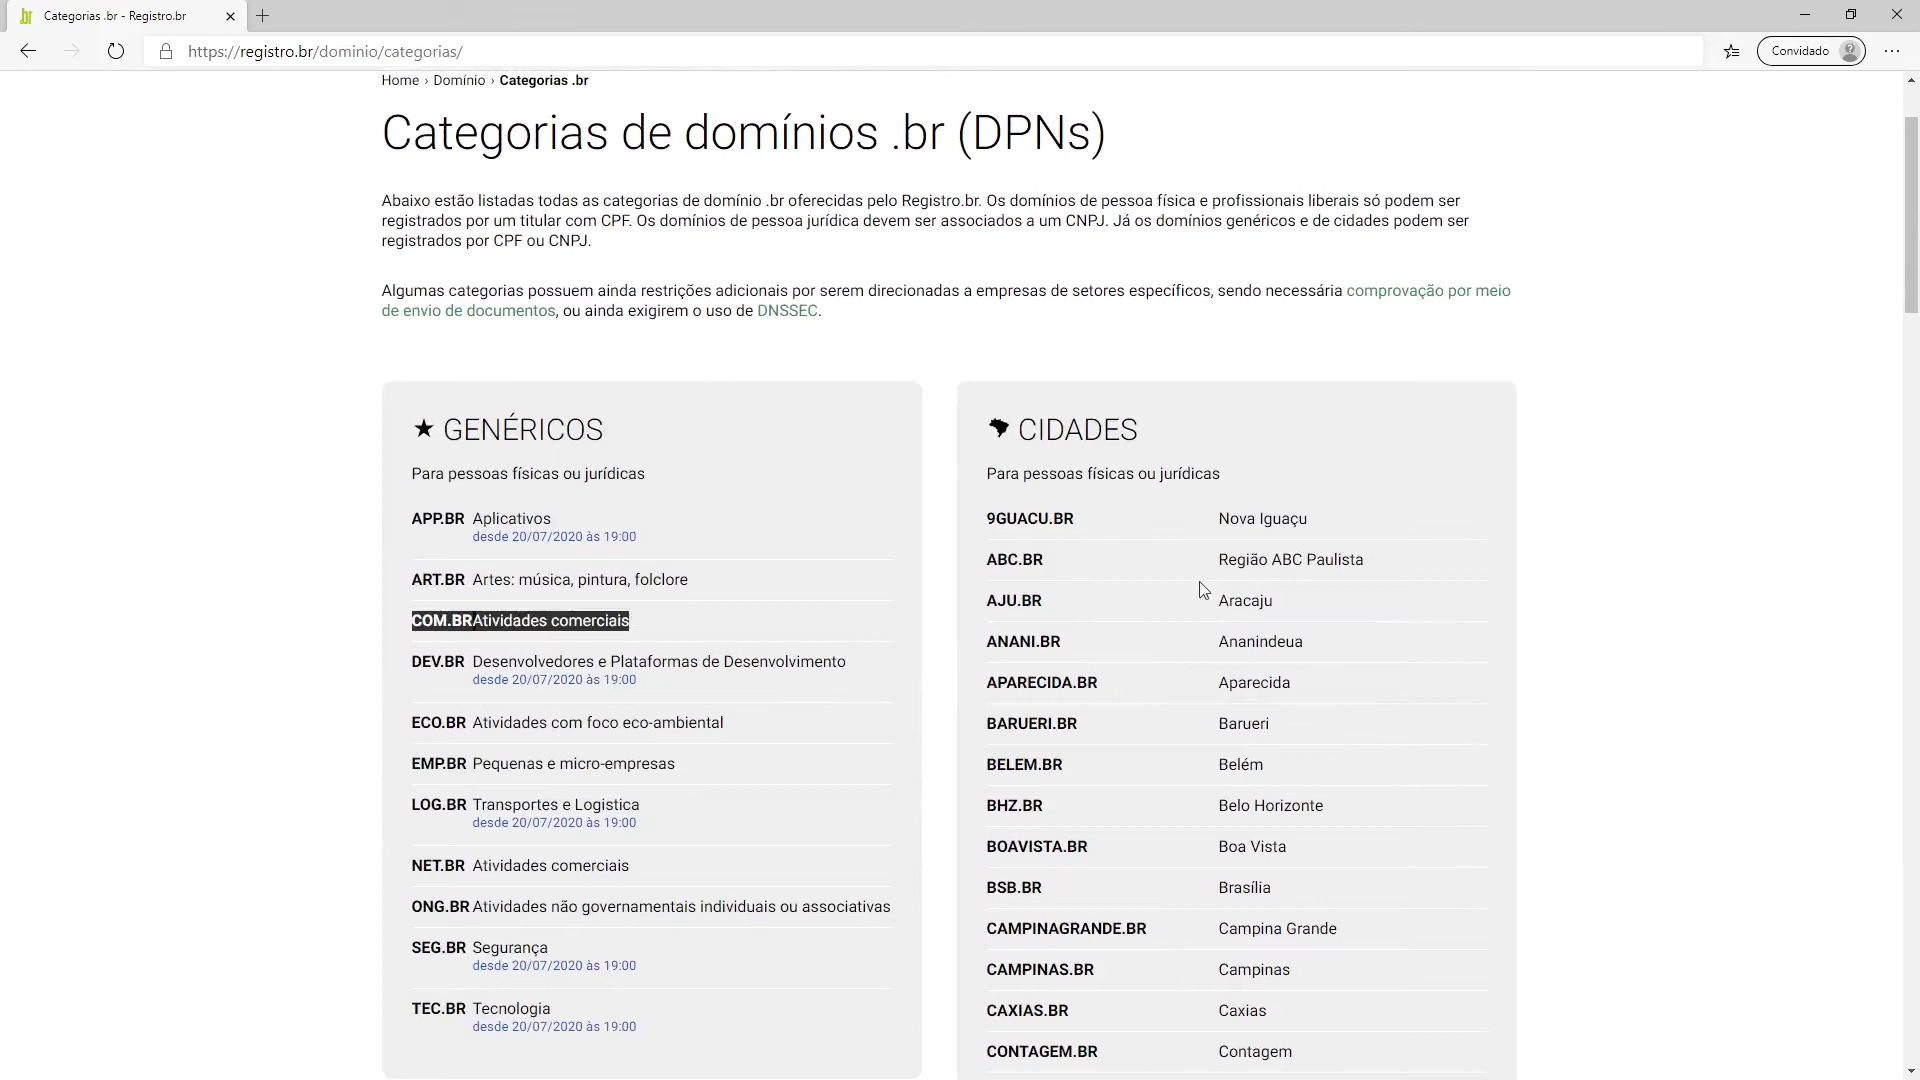 Categorias .br - Registro.br
https://registro.br/dominio/categorias/
Convidado
Home › Domínio › Categorias .br
Categorias de domínios .br (DPNs)
Abaixo estão listadas todas as categorias de domínio .br oferecidas pelo Registro.br. Os domínios de pessoa física e profissionais liberais só podem ser
registrados por um titular com CPF. Os domínios de pessoa jurídica devem ser associados a um CNPJ. Já os domínios genéricos e de cidades podem ser
registrados por CPF ou CNPJ.
Algumas categorias possuem ainda restrições adicionais por serem direcionadas a empresas de setores específicos, sendo necessária comprovação por meio
de envio de documentos, ou ainda exigirem o uso de DNSSEC.
GENÉRICOS
Para pessoas físicas ou jurídicas
APP.BR Aplicativos
desde 20/07/2020 às 19:00
ART.BR Artes: música, pintura, folclore
COM.BR Atividades comerciais
DEV.BR Desenvolvedores e Plataformas de Desenvolvimento
desde 20/07/2020 às 19:00
ECO.BR Atividades com foco eco-ambiental
EMP.BR Pequenas e micro-empresas
LOG.BR Transportes e Logistica
desde 20/07/2020 às 19:00
NET.BR Atividades comerciais
ONG.BR Atividades não governamentais individuais ou associativas
SEG.BR Segurança
desde 20/07/2020 às 19:00
TEC.BR Tecnologia
desde 20/07/2020 às 19:00
CIDADES
Para pessoas físicas ou jurídicas
9GUACU.BR Nova Iguaçu
ABC.BR Região ABC Paulista
AJU.BR Aracaju
ANANI.BR Ananindeua
APARECIDA.BR Aparecida
BARUERI.BR Barueri
BELEM.BR Belém
BHZ.BR Belo Horizonte
BOAVISTA.BR Boa Vista
BSB.BR Brasília
CAMPINAGRANDE.BR Campina Grande
CAMPINAS.BR Campinas
CAXIAS.BR Caxias
CONTAGEM.BR Contagem